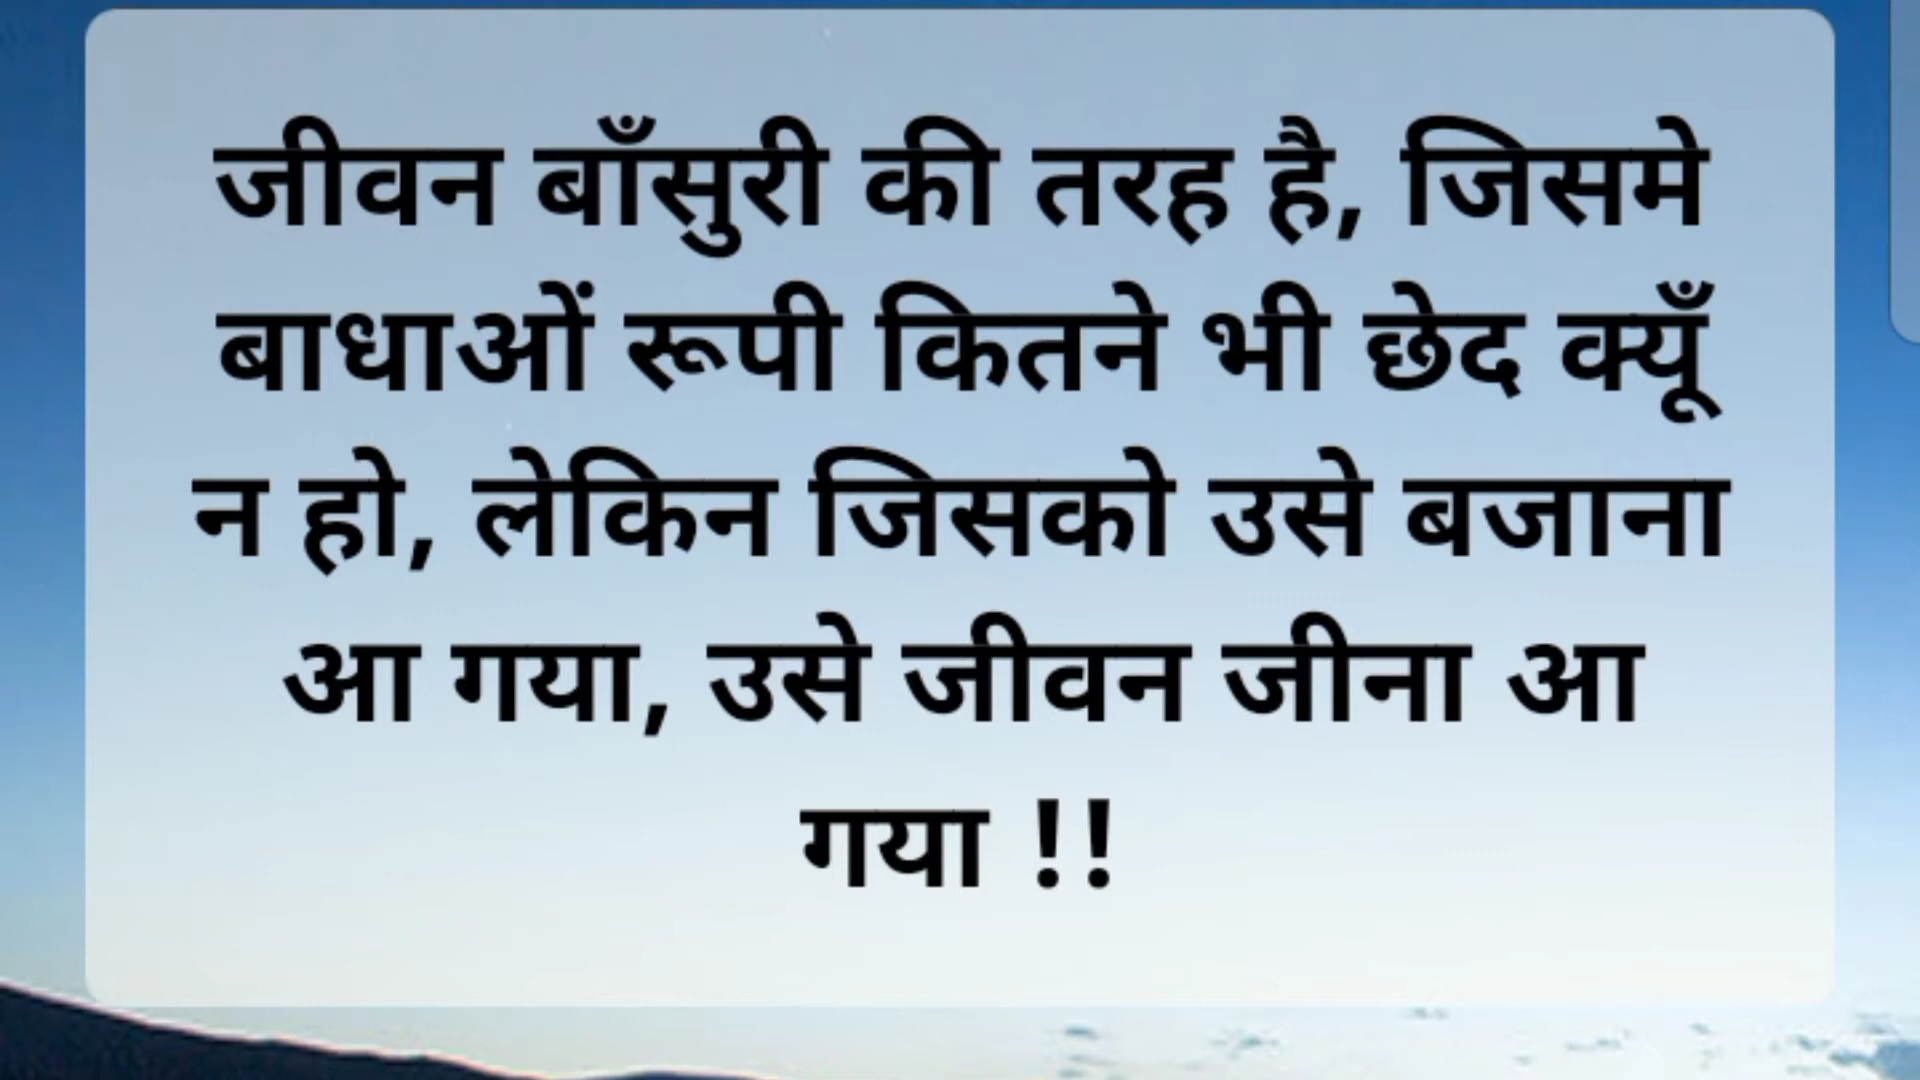 जीवन बाँसुरी की तरह है, जिसमे
बाधाओं रूपी कितने भी छेद क्यूँ
न हो, लेकिन जिसको उसे बजाना
आ गया, उसे जीवन जीना आ
गया !!